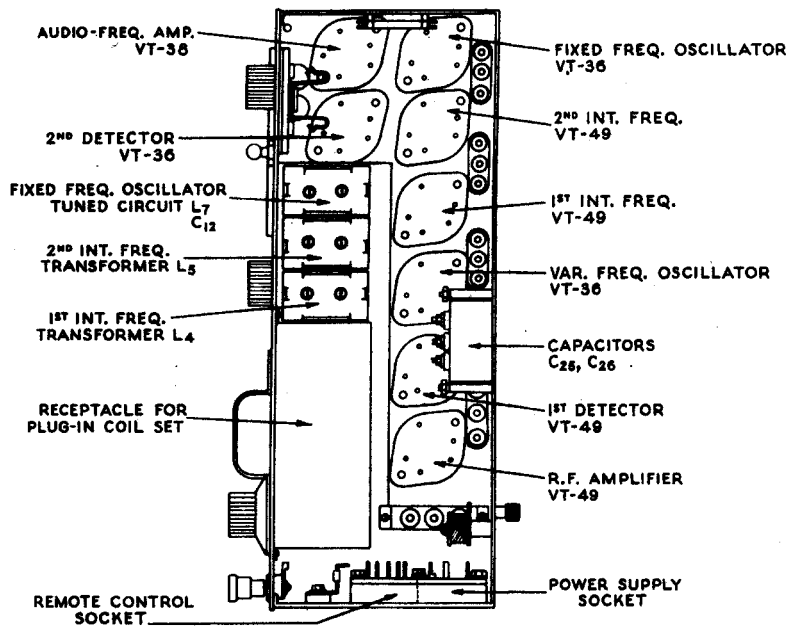 AUDIO-FREQ. AMP.
VT-38
2ND DETECTOR
VT-36
FIXED FREQ. OSCILLATOR
TUNED CIRCUIT L7
C12
2ND INT. FREQ.
TRANSFORMER L5
1ST INT. FREQ.
TRANSFORMER L4
RECEPTACLE FOR
PLUG-IN COIL SET
REMOTE CONTROL
SOCKET
FIXED FREQ. OSCILLATOR
VT-36
2ND INT. FREQ.
VT-49
1ST INT. FREQ.
VT-49
VAR. FREQ. OSCILLATOR
VT-36
CAPACITORS
C25, C26
1ST DETECTOR
VT-49
R.F. AMPLIFIER
VT-49
POWER SUPPLY
SOCKET